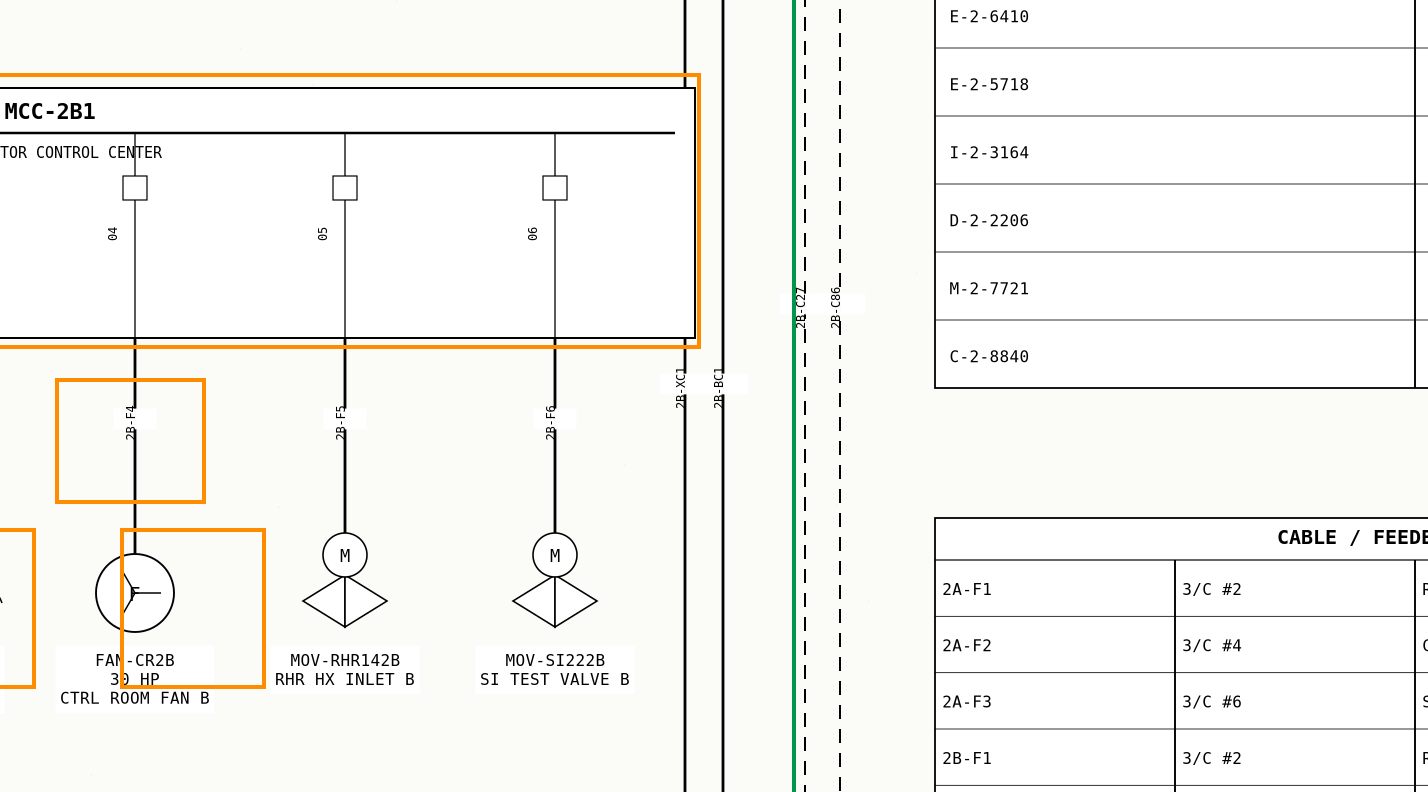 MCC-2B1
TOR CONTROL CENTER
04
05
06
2B-F4
2B-F5
2B-F6
2B-XC1
2B-BC1
2B-C27
2B-C86
F
FAN-CR2B
30 HP
CTRL ROOM FAN B
M
MOV-RHR142B
RHR HX INLET B
M
MOV-SI222B
SI TEST VALVE B
E-2-6410
E-2-5718
I-2-3164
D-2-2206
M-2-7721
C-2-8840
CABLE / FEEDE
2A-F1 3/C #2
2A-F2 3/C #4
2A-F3 3/C #6
2B-F1 3/C #2